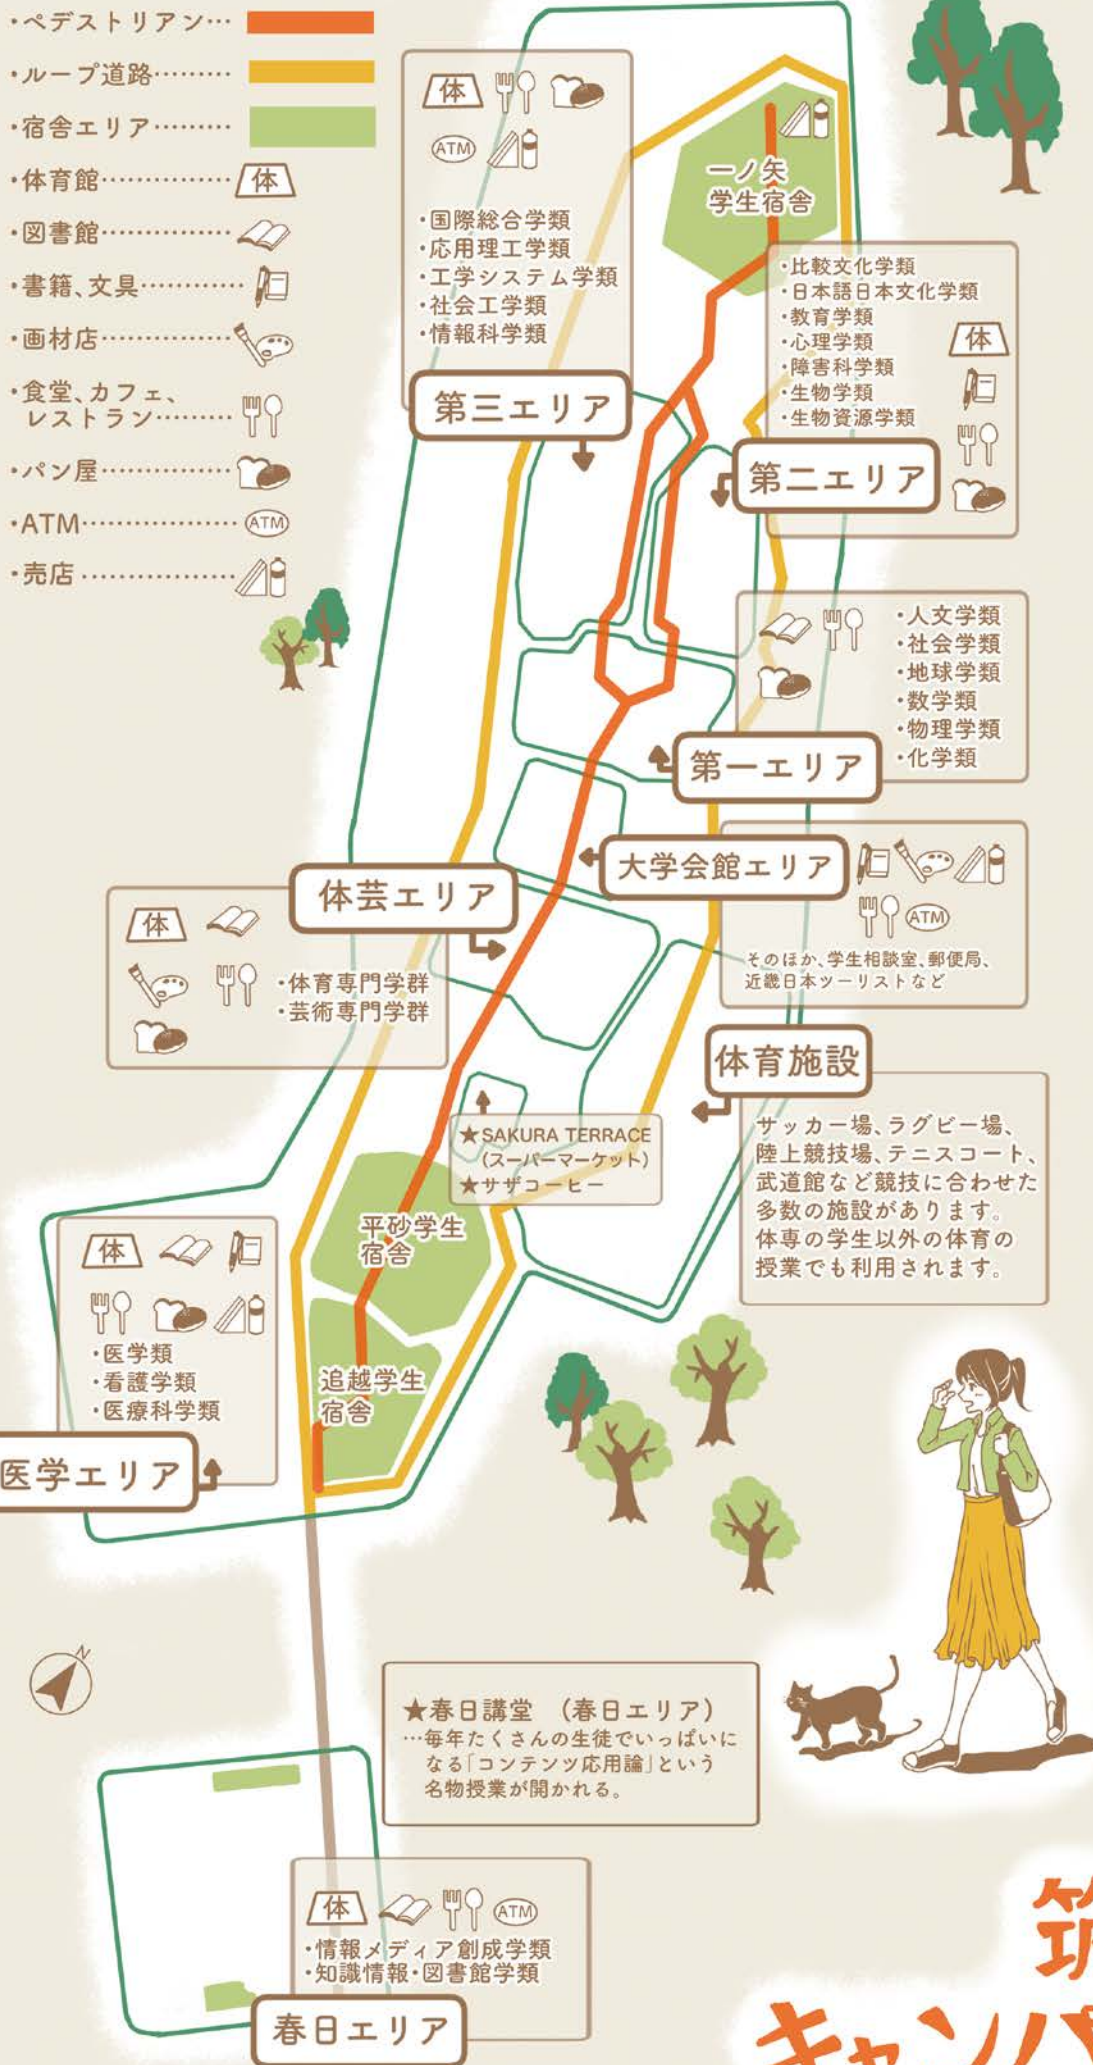 ・ペデストリアン…
・ループ道路………
・宿舎エリア………
・体育館……………体
・図書館……………
・書籍、文具…………
・画材店……………
・食堂、カフェ、
レストラン………
・パン屋……………
・ATM………………ATM
・売店………………
体
ATM
・国際総合学類
・応用理工学類
・工学システム学類
・社会工学類
・情報科学類
第三エリア
一ノ矢
学生宿舎
・比較文化学類
・日本語日本文化学類
・教育学類
・心理学類
・障害科学類
・生物学類
・生物資源学類
体
第二エリア
・人文学類
・社会学類
・地球学類
・数学類
・物理学類
・化学類
第一エリア
大学会館エリア
ATM
そのほか、学生相談室、郵便局、
近畿日本ツーリストなど
体芸エリア
体
・体育専門学群
・芸術専門学群
体育施設
サッカー場、ラグビー場、
陸上競技場、テニスコート、
武道館など競技に合わせた
多数の施設があります。
体専の学生以外の体育の
授業でも利用されます。
★SAKURA TERRACE
(スーパーマーケット)
★サザコーヒー
平砂学生
宿舎
追越学生
宿舎
体
・医学類
・看護学類
・医療科学類
医学エリア
N
★春日講堂 (春日エリア)
…毎年たくさんの生徒でいっぱいに
なる「コンテンツ応用論」という
名物授業が開かれる。
体
ATM
・情報メディア創成学類
・知識情報・図書館学類
春日エリア
筑
キャンパ